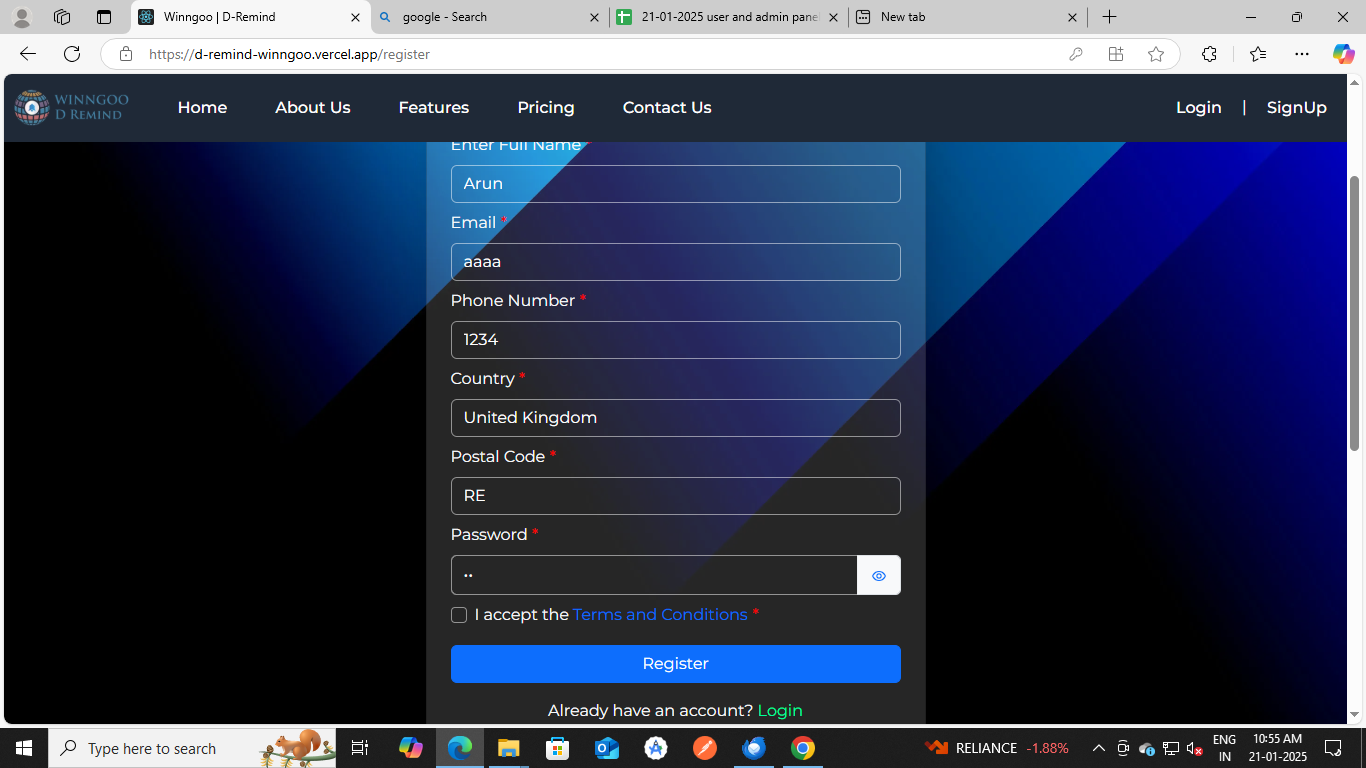 Winngoo | D-Remind
google - Search
21-01-2025 user and admin pane
New tab
https://d-remind-winngoo.vercel.app/register
WINNGOO
D REMIND
Home
About Us
Features
Pricing
Contact Us
Login | SignUp
Enter Full Name *
Arun
Email *
aaaa
Phone Number *
1234
Country *
United Kingdom
Postal Code *
RE
Password *
••
I accept the Terms and Conditions *
Register
Already have an account? Login
Type here to search
RELIANCE -1.88%
ENG
IN
10:55 AM
21-01-2025